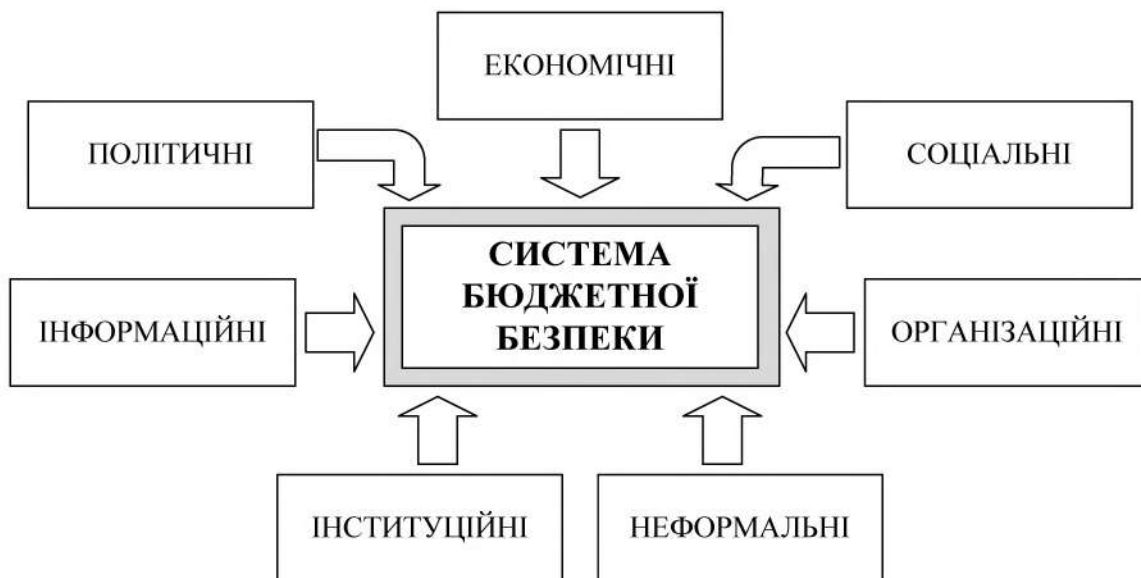 ЕКОНОМІЧНІ
ПОЛІТИЧНІ
СОЦІАЛЬНІ
СИСТЕМА
БЮДЖЕТНОЇ
БЕЗПЕКИ
ІНФОРМАЦІЙНІ
ОРГАНІЗАЦІЙНІ
ІНСТИТУЦІЙНІ
НЕФОРМАЛЬНІ